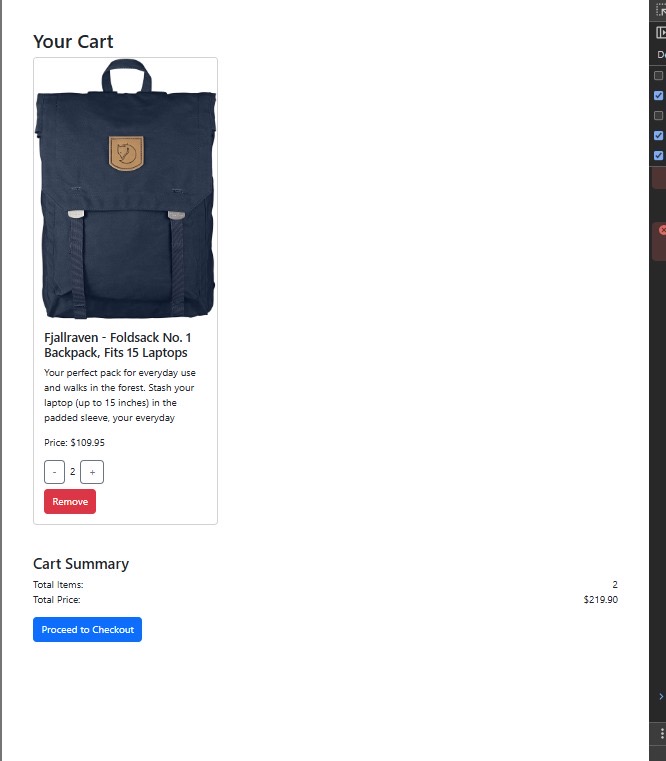 Your Cart
Fjallraven - Foldsack No. 1
Backpack, Fits 15 Laptops
Your perfect pack for everyday use
and walks in the forest. Stash your
laptop (up to 15 inches) in the
padded sleeve, your everyday
Price: $109.95
- 2 +
Remove
Cart Summary
Total Items: 2
Total Price: $219.90
Proceed to Checkout